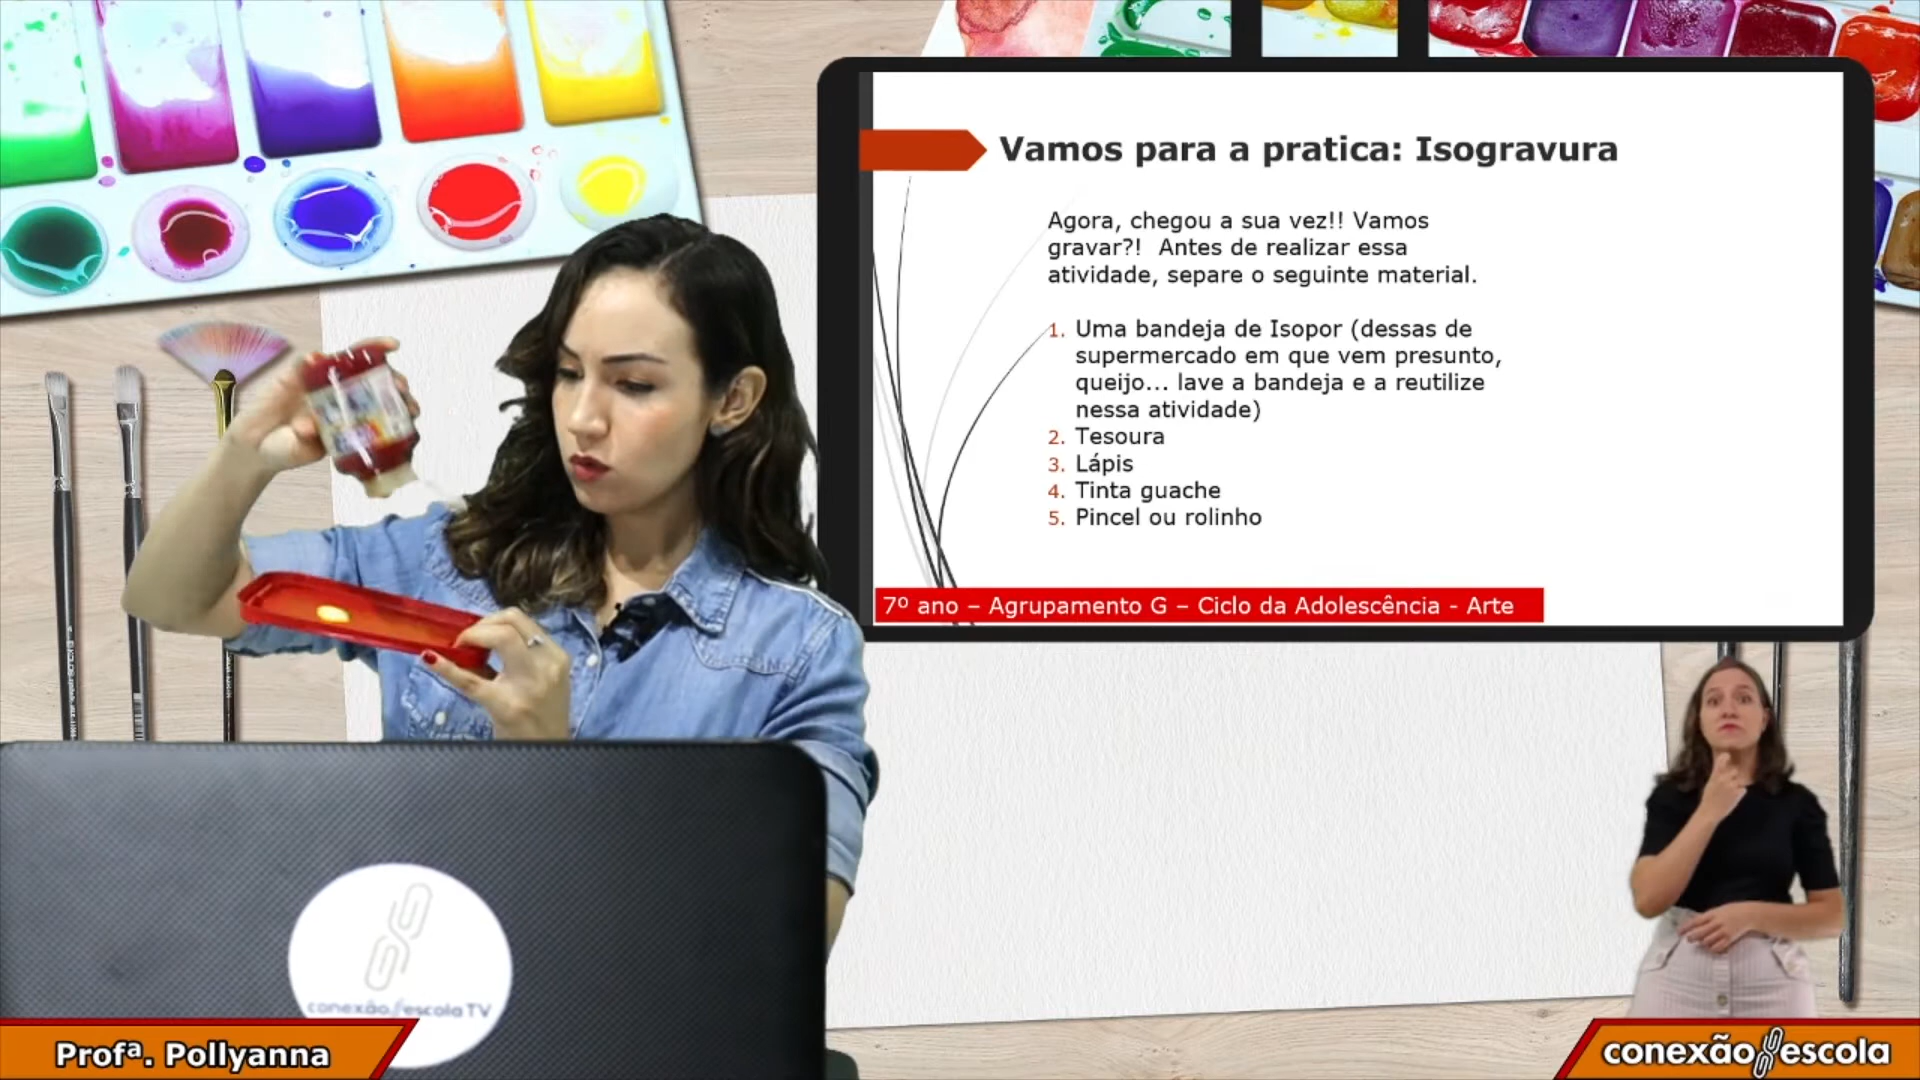 Vamos para a pratica: Isogravura
Agora, chegou a sua vez!! Vamos
gravar?!  Antes de realizar essa
atividade, separe o seguinte material.
1. Uma bandeja de Isopor (dessas de
supermercado em que vem presunto,
queijo... lave a bandeja e a reutilize
nessa atividade)
2. Tesoura
3. Lápis
4. Tinta guache
5. Pincel ou rolinho
7º ano – Agrupamento G – Ciclo da Adolescência - Arte
conexão escola TV
Profª. Pollyanna
conexão escola